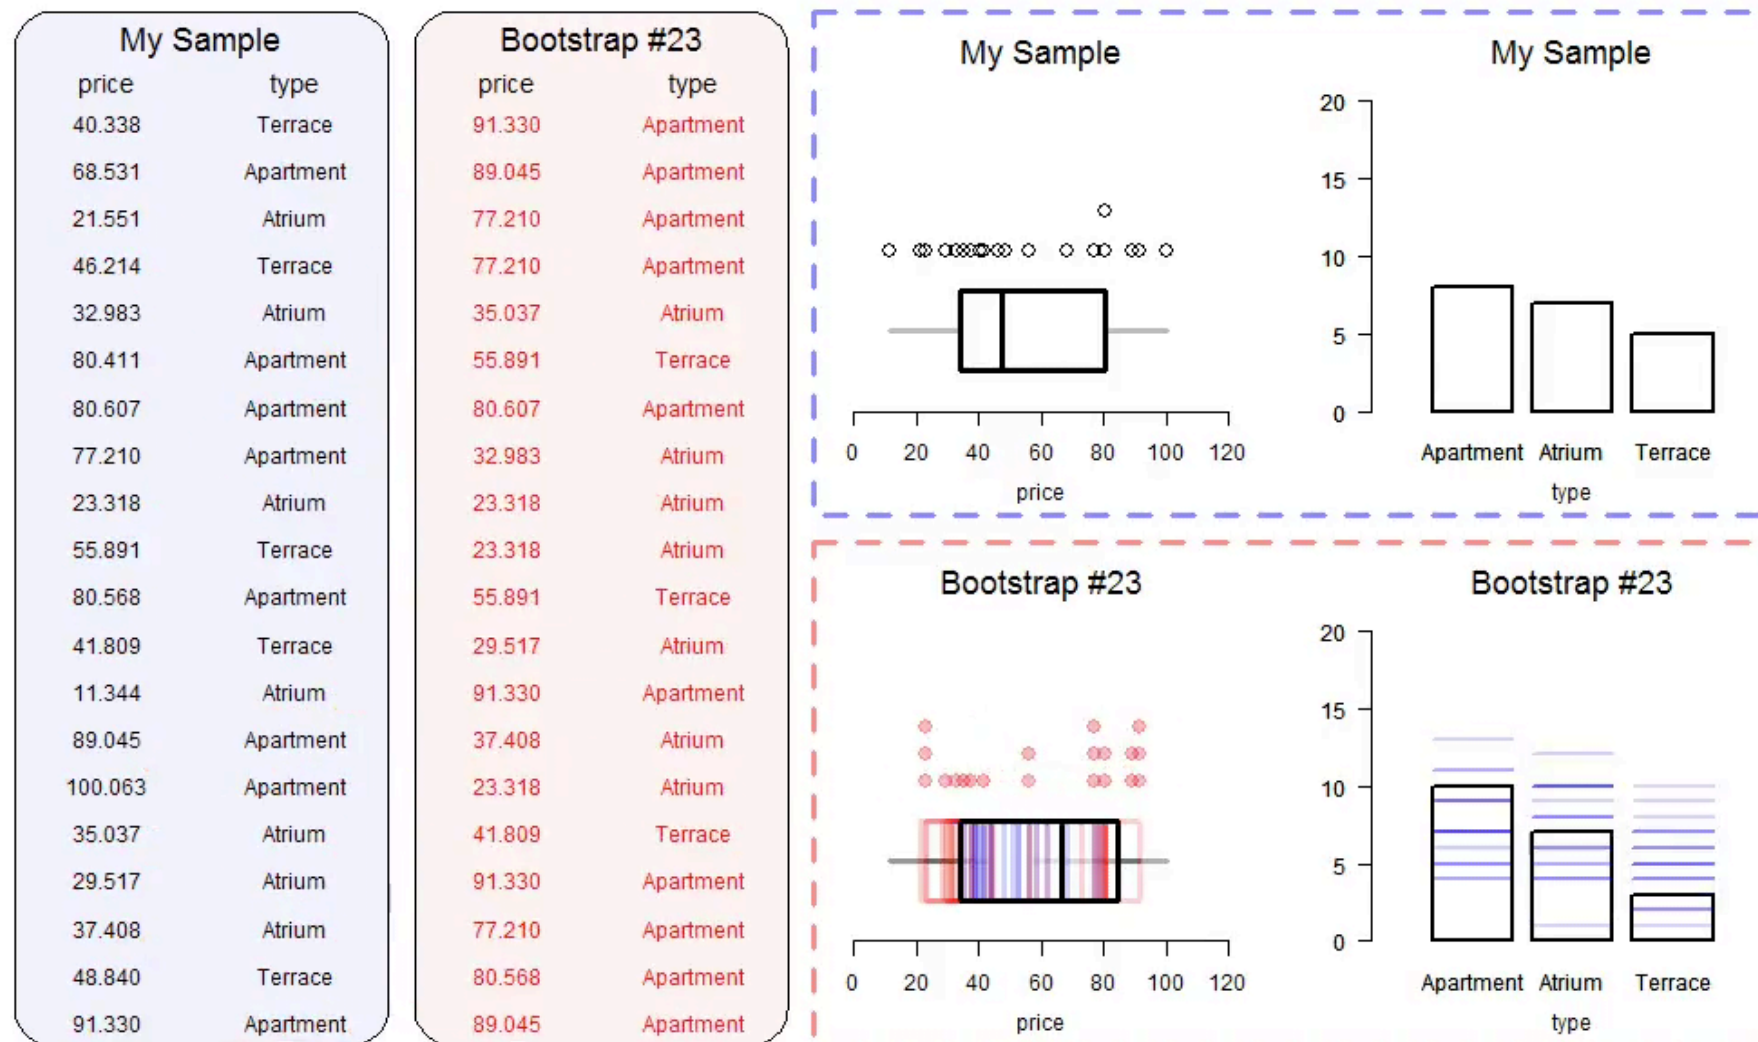 My Sample
price type
40.338 Terrace
68.531 Apartment
21.551 Atrium
46.214 Terrace
32.983 Atrium
80.411 Apartment
80.607 Apartment
77.210 Apartment
23.318 Atrium
55.891 Terrace
80.568 Apartment
41.809 Terrace
11.344 Atrium
89.045 Apartment
100.063 Apartment
35.037 Atrium
29.517 Atrium
37.408 Atrium
48.840 Terrace
91.330 Apartment
Bootstrap #23
price type
91.330 Apartment
89.045 Apartment
77.210 Apartment
77.210 Apartment
35.037 Atrium
55.891 Terrace
80.607 Apartment
32.983 Atrium
23.318 Atrium
23.318 Atrium
55.891 Terrace
29.517 Atrium
91.330 Apartment
37.408 Atrium
23.318 Atrium
41.809 Terrace
91.330 Apartment
77.210 Apartment
80.568 Apartment
89.045 Apartment
My Sample
0 20 40 60 80 100 120
price
My Sample
20
15
10
5
0
Apartment Atrium Terrace
type
Bootstrap #23
0 20 40 60 80 100 120
price
Bootstrap #23
20
15
10
5
0
Apartment Atrium Terrace
type